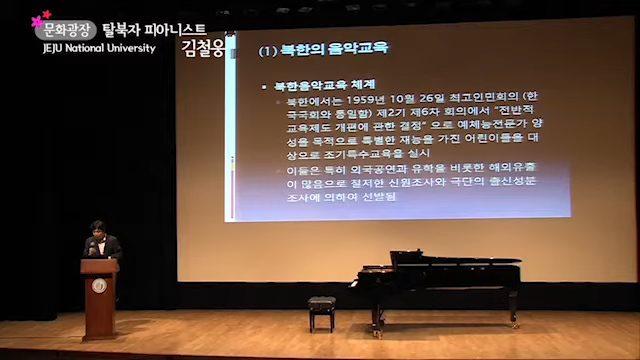 문화광장 탈북자 피아니스트
JEJU National University 김철웅
(1) 북한의 음악교육
북한음악교육 체계
북한에서는 1959년 10월 26일 최고인민회의 (한
국국회와 동일함) 제2기 제6차 회의에서 "전반적
교육제도 개편에 관한 결정" 으로 예체능전문가 양
성을 목적으로 특별한 재능을 가진 어린이들을 대
상으로 조기특수교육을 실시
이들은 특히 외국공연과 유학을 비롯한 해외유출
이 많음으로 철저한 신원조사와 극단의 출신성분
조사에 의하여 선발됨